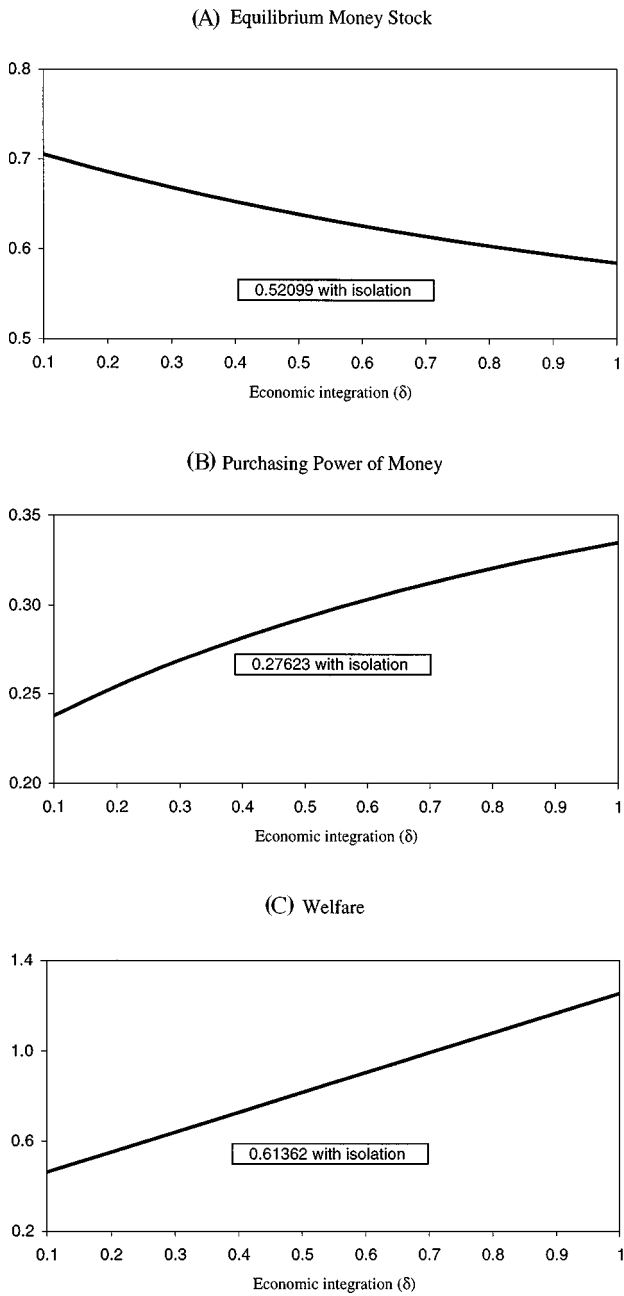 (A) Equilibrium Money Stock
0.8
0.7
0.6
0.5
0.52099 with isolation
0.1 0.2 0.3 0.4 0.5 0.6 0.7 0.8 0.9 1
Economic integration (δ)
(B) Purchasing Power of Money
0.35
0.30
0.25
0.20
0.27623 with isolation
0.1 0.2 0.3 0.4 0.5 0.6 0.7 0.8 0.9 1
Economic integration (δ)
(C) Welfare
1.4
1.0
0.6
0.2
0.61362 with isolation
0.1 0.2 0.3 0.4 0.5 0.6 0.7 0.8 0.9 1
Economic integration (δ)